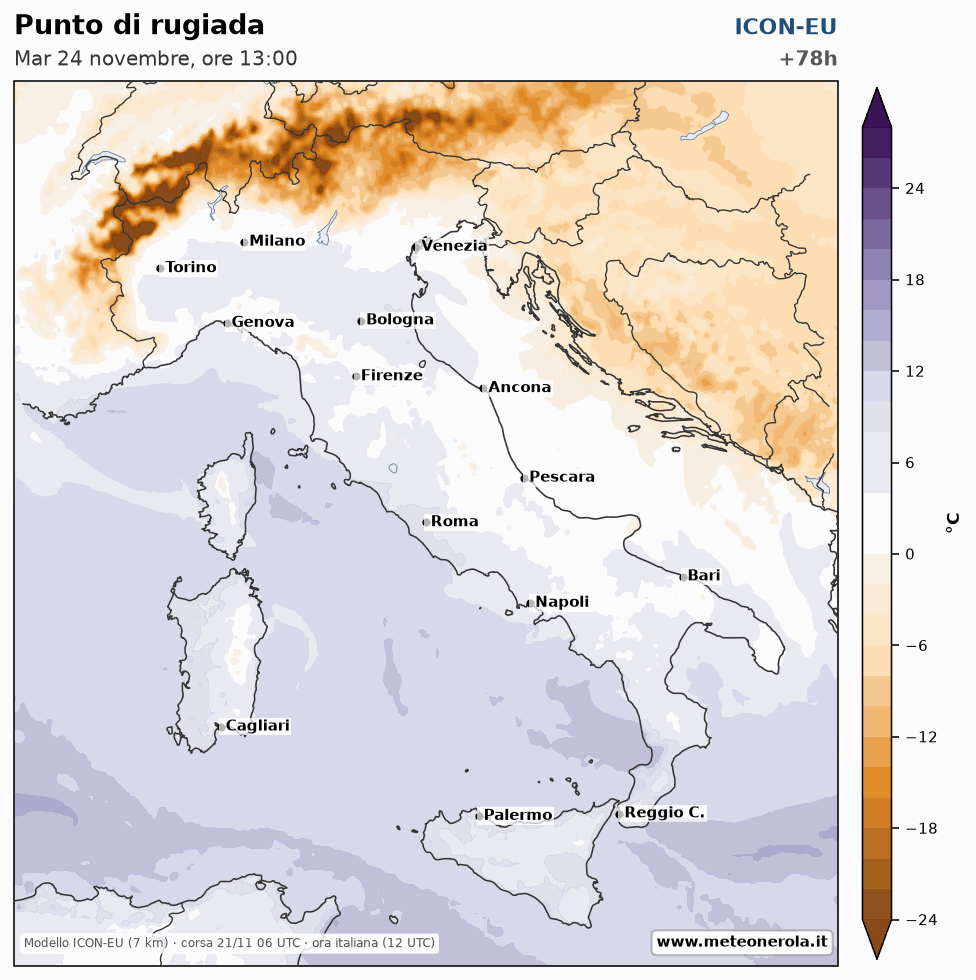 Punto di rugiada
ICON-EU
Mar 24 novembre, ore 13:00
+78h
Milano
Venezia
Torino
Genova
Bologna
Firenze
Ancona
Pescara
Roma
Bari
Napoli
Cagliari
Palermo
Reggio C.
24
18
12
6
0
−6
−12
−18
−24
°C
Modello ICON-EU (7 km) · corsa 21/11 06 UTC · ora italiana (12 UTC)
www.meteonerola.it